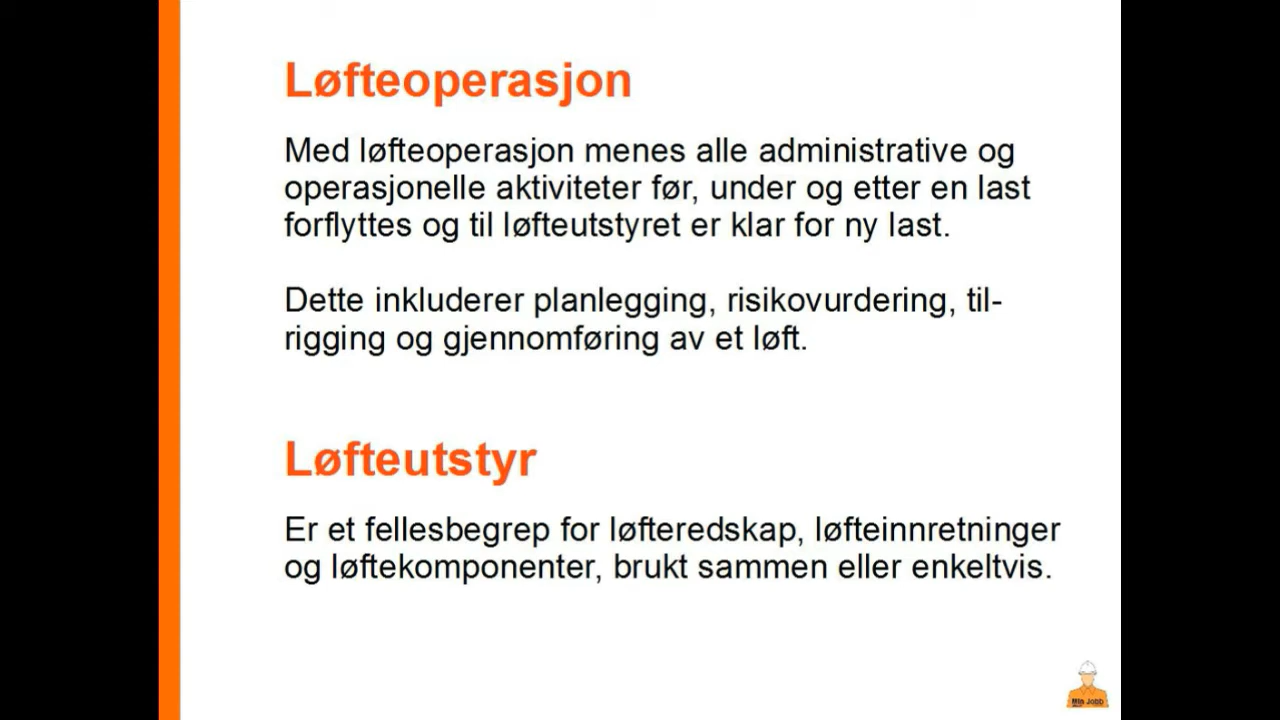 Løfteoperasjon
Med løfteoperasjon menes alle administrative og
operasjonelle aktiviteter før, under og etter en last
forflyttes og til løfteutstyret er klar for ny last.
Dette inkluderer planlegging, risikovurdering, til-
rigging og gjennomføring av et løft.
Løfteutstyr
Er et fellesbegrep for løfteredskap, løfteinnretninger
og løftekomponenter, brukt sammen eller enkeltvis.
Min Jobb